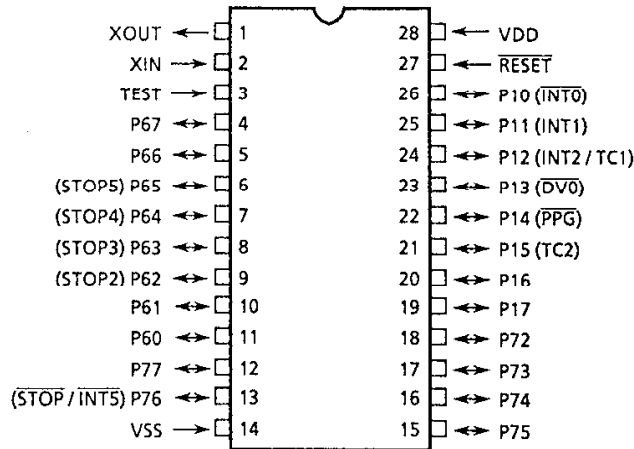 XOUT 1 28 VDD
XIN 2 27 RESET
TEST 3 26 P10 (INT0)
P67 4 25 P11 (INT1)
P66 5 24 P12 (INT2 / TC1)
(STOP5) P65 6 23 P13 (DV0)
(STOP4) P64 7 22 P14 (PPG)
(STOP3) P63 8 21 P15 (TC2)
(STOP2) P62 9 20 P16
P61 10 19 P17
P60 11 18 P72
P77 12 17 P73
(STOP / INT5) P76 13 16 P74
VSS 14 15 P75